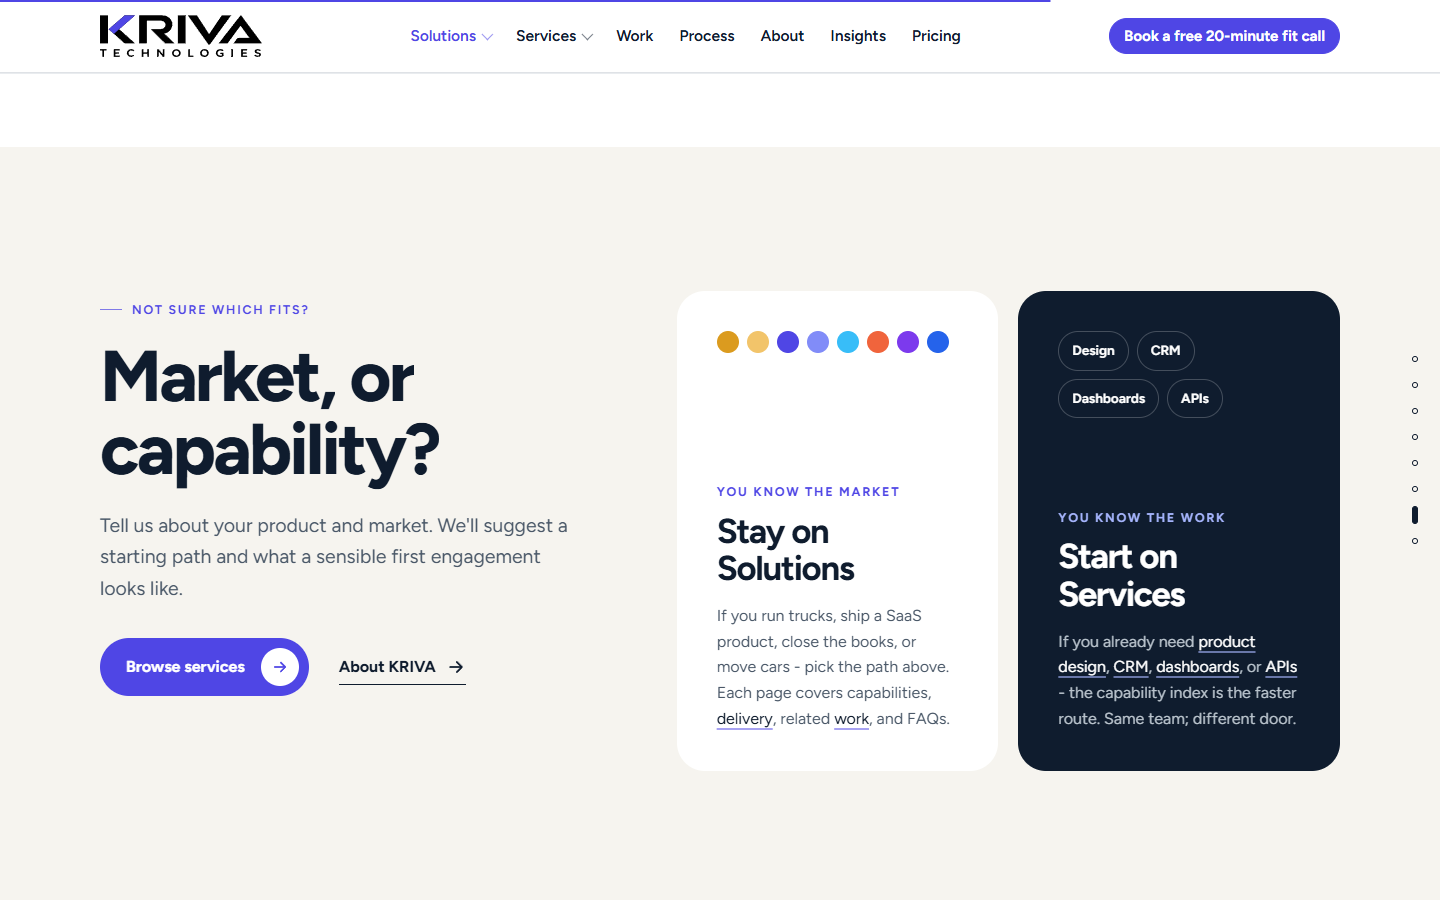 KRIVA
TECHNOLOGIES
Solutions
Services
Work
Process
About
Insights
Pricing
Book a free 20-minute fit call
NOT SURE WHICH FITS?
Market, or
capability?
Tell us about your product and market. We'll suggest a
starting path and what a sensible first engagement
looks like.
Browse services
About KRIVA
YOU KNOW THE MARKET
Stay on
Solutions
If you run trucks, ship a SaaS
product, close the books, or
move cars - pick the path above.
Each page covers capabilities,
delivery, related work, and FAQs.
Design
CRM
Dashboards
APIs
YOU KNOW THE WORK
Start on
Services
If you already need product
design, CRM, dashboards, or APIs
- the capability index is the faster
route. Same team; different door.